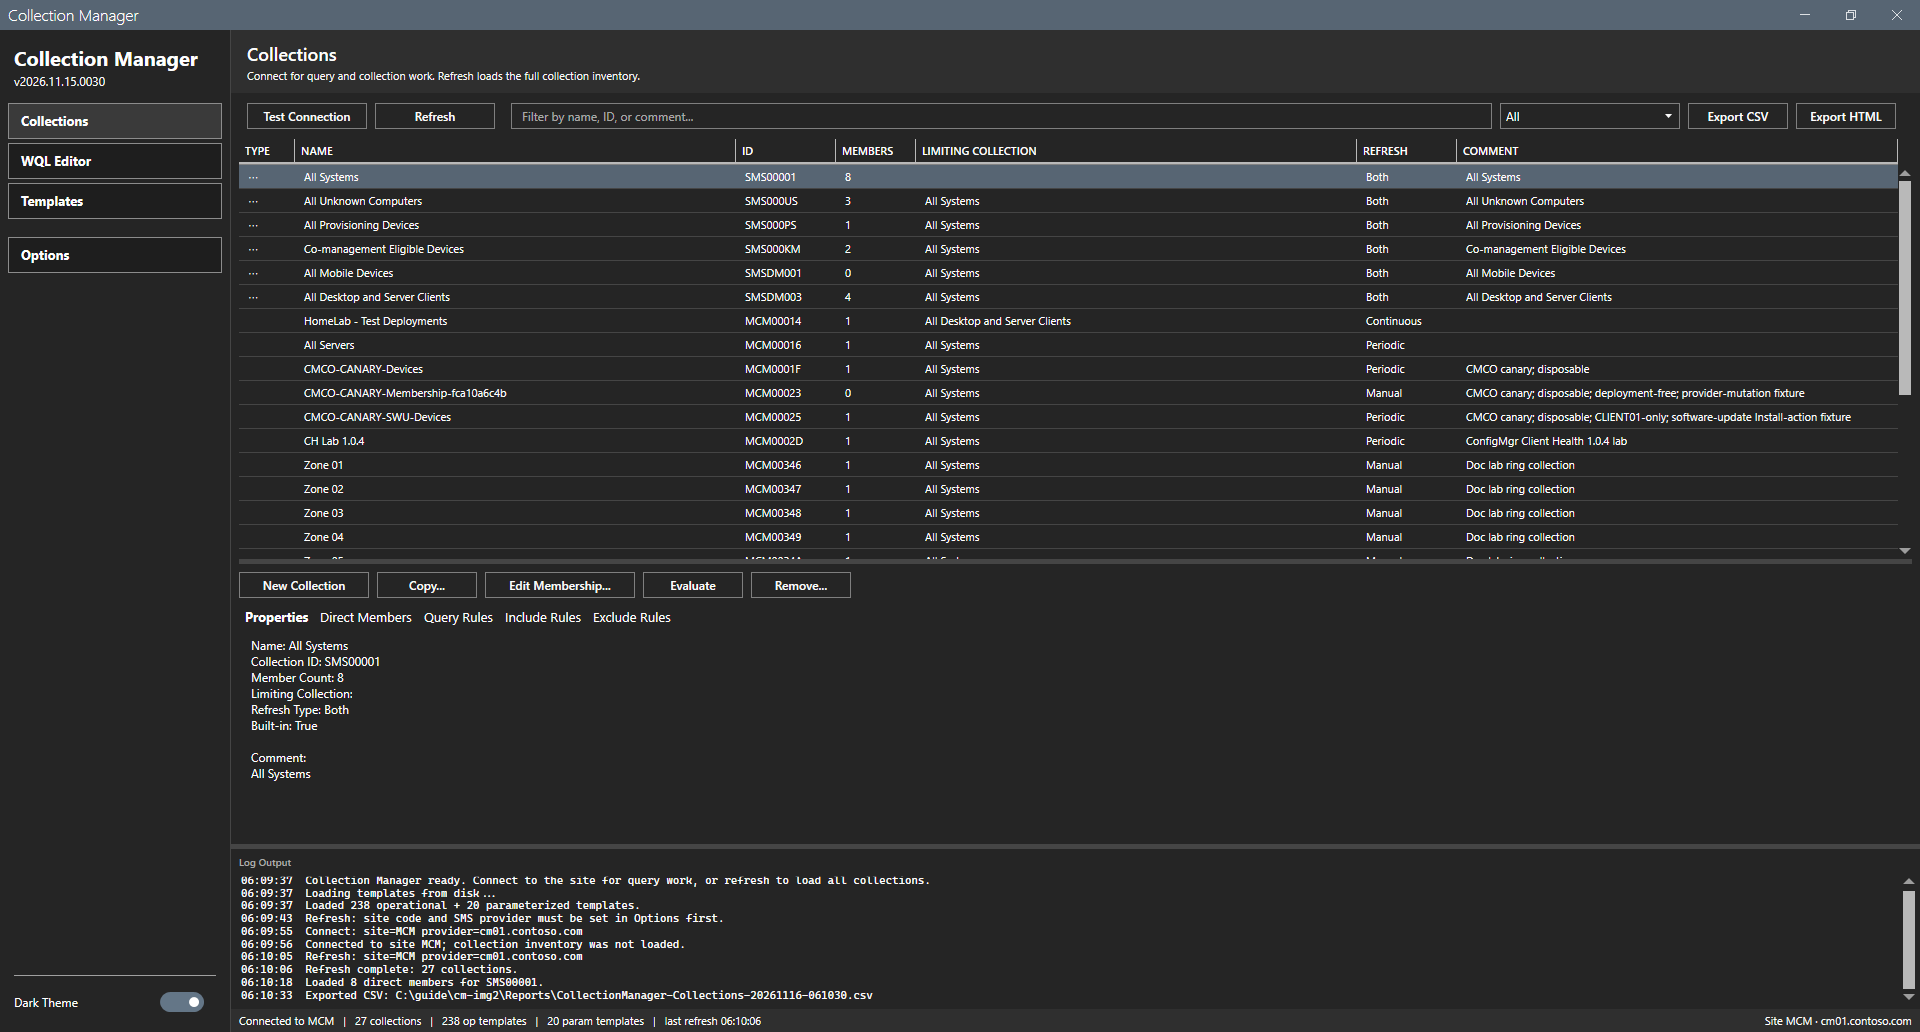 Collection Manager
Collection Manager
v2026.11.15.0030
Collections
WQL Editor
Templates
Options
Dark Theme
Collections
Connect for query and collection work. Refresh loads the full collection inventory.
Test Connection Refresh Filter by name, ID, or comment... All Export CSV Export HTML
TYPE NAME ID MEMBERS LIMITING COLLECTION REFRESH COMMENT
... All Systems SMS00001 8 Both All Systems
... All Unknown Computers SMS000US 3 All Systems Both All Unknown Computers
... All Provisioning Devices SMS000PS 1 All Systems Both All Provisioning Devices
... Co-management Eligible Devices SMS000KM 2 All Systems Both Co-management Eligible Devices
... All Mobile Devices SMSDM001 0 All Systems Both All Mobile Devices
... All Desktop and Server Clients SMSDM003 4 All Systems Both All Desktop and Server Clients
HomeLab - Test Deployments MCM00014 1 All Desktop and Server Clients Continuous
All Servers MCM00016 1 All Systems Periodic
CMCO-CANARY-Devices MCM0001F 1 All Systems Periodic CMCO canary; disposable
CMCO-CANARY-Membership-fca10a6c4b MCM00023 0 All Systems Manual CMCO canary; disposable; deployment-free; provider-mutation fixture
CMCO-CANARY-SWU-Devices MCM00025 1 All Systems Periodic CMCO canary; disposable; CLIENT01-only; software-update Install-action fixture
CH Lab 1.0.4 MCM0002D 1 All Systems Periodic ConfigMgr Client Health 1.0.4 lab
Zone 01 MCM00346 1 All Systems Manual Doc lab ring collection
Zone 02 MCM00347 1 All Systems Manual Doc lab ring collection
Zone 03 MCM00348 1 All Systems Manual Doc lab ring collection
Zone 04 MCM00349 1 All Systems Manual Doc lab ring collection
New Collection Copy... Edit Membership... Evaluate Remove...
Properties Direct Members Query Rules Include Rules Exclude Rules
Name: All Systems
Collection ID: SMS00001
Member Count: 8
Limiting Collection:
Refresh Type: Both
Built-in: True
Comment:
All Systems
Log Output
06:09:37 Collection Manager ready. Connect to the site for query work, or refresh to load all collections.
06:09:37 Loading templates from disk...
06:09:37 Loaded 238 operational + 20 parameterized templates.
06:09:43 Refresh: site code and SMS provider must be set in Options first.
06:09:55 Connect: site=MCM provider=cm01.contoso.com
06:09:56 Connected to site MCM; collection inventory was not loaded.
06:10:05 Refresh: site=MCM provider=cm01.contoso.com
06:10:06 Refresh complete: 27 collections.
06:10:18 Loaded 8 direct members for SMS00001.
06:10:33 Exported CSV: C:\guide\cm-img2\Reports\CollectionManager-Collections-20261116-061030.csv
Connected to MCM | 27 collections | 238 op templates | 20 param templates | last refresh 06:10:06 Site MCM · cm01.contoso.com